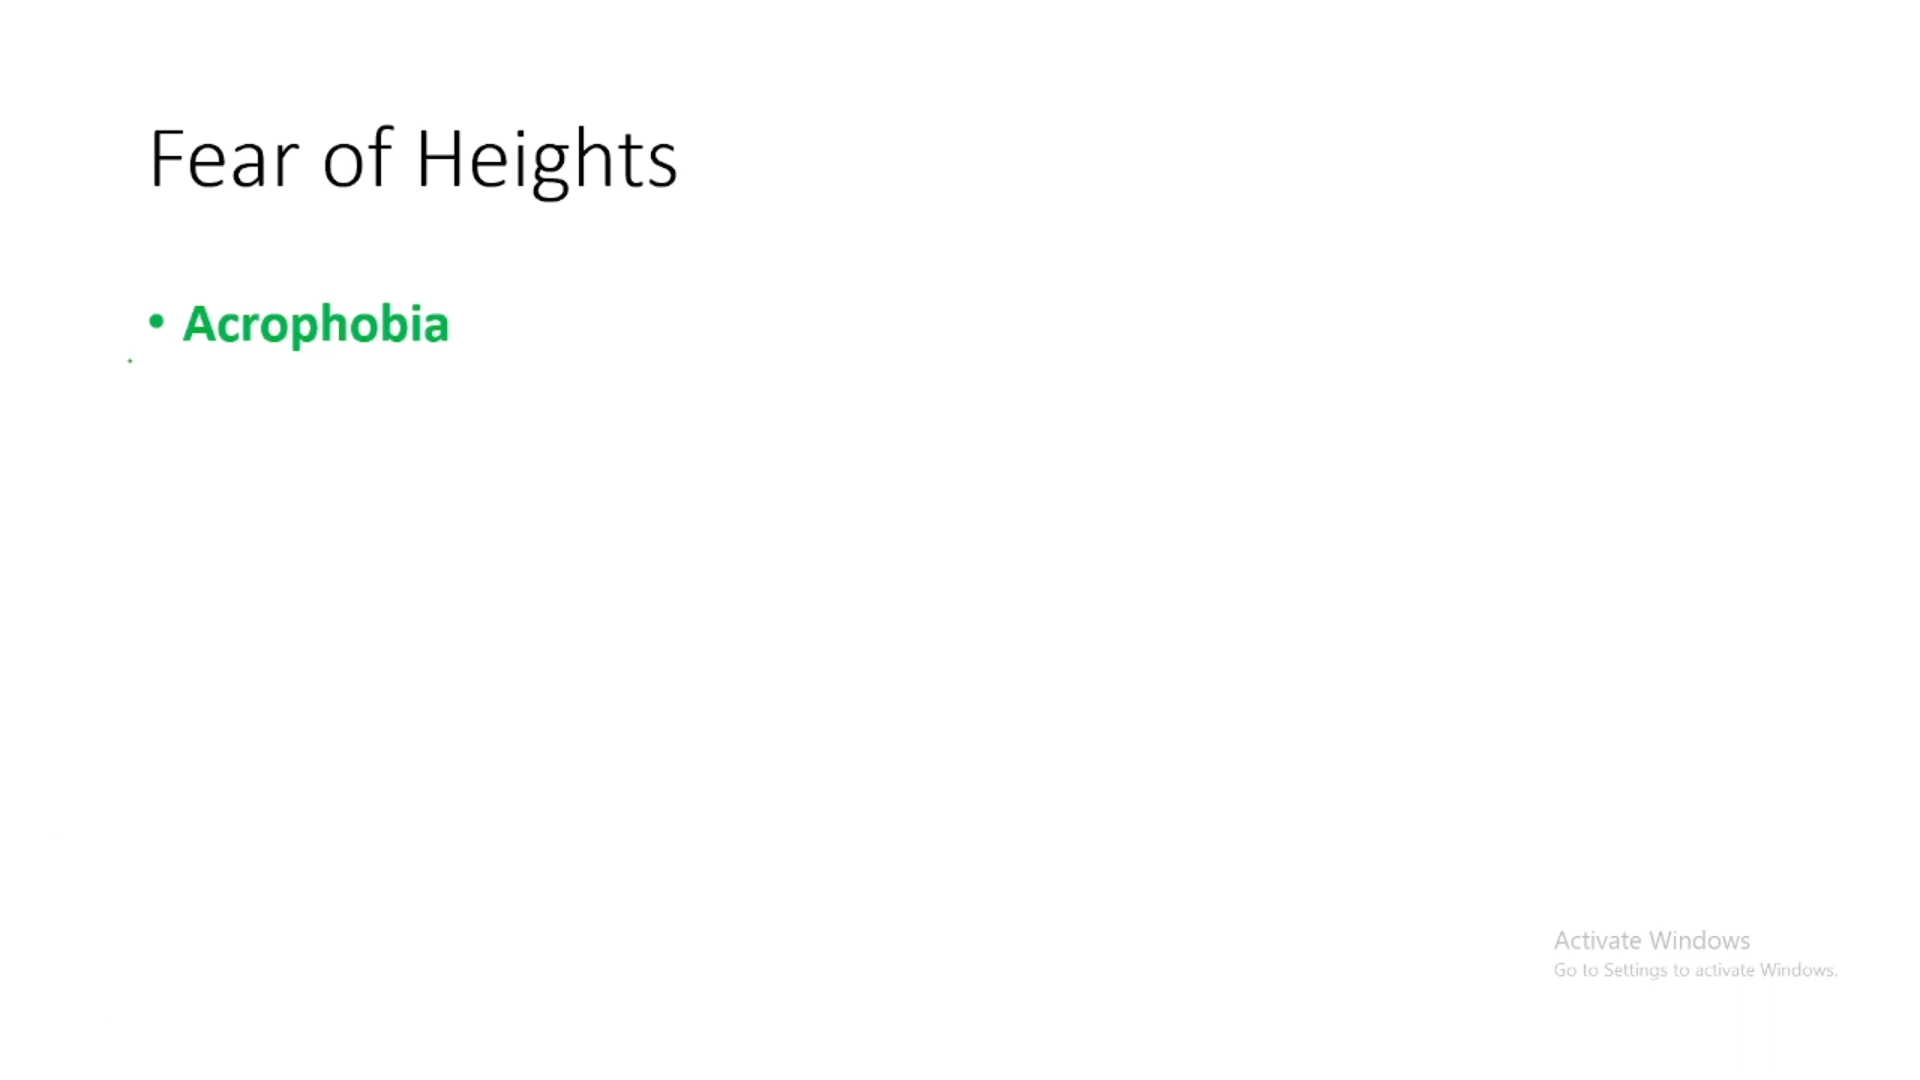 Fear of Heights
• Acrophobia
Activate Windows
Go to Settings to activate Windows.